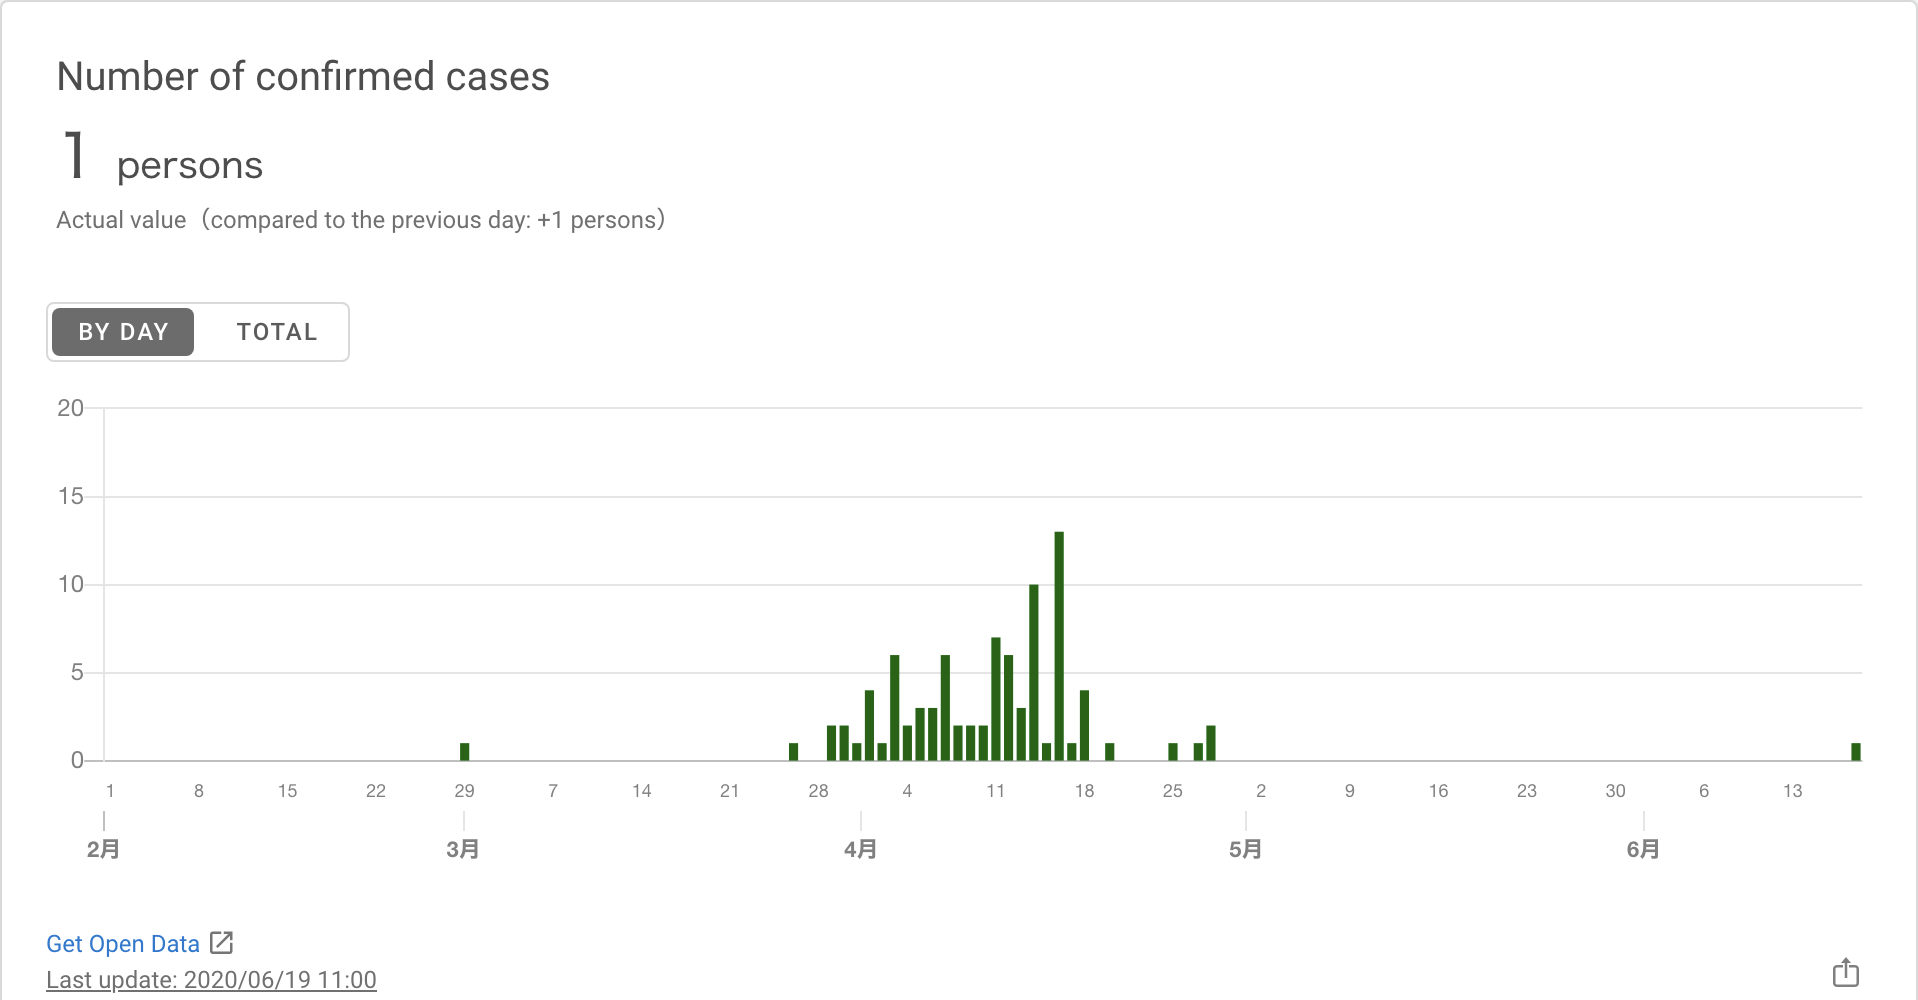 Number of confirmed cases
1 persons
Actual value（compared to the previous day: +1 persons）
BY DAY TOTAL
20
15
10
5
0
1 8 15 22 29 7 14 21 28 4 11 18 25 2 9 16 23 30 6 13
2月 3月 4月 5月 6月
Get Open Data
Last update: 2020/06/19 11:00